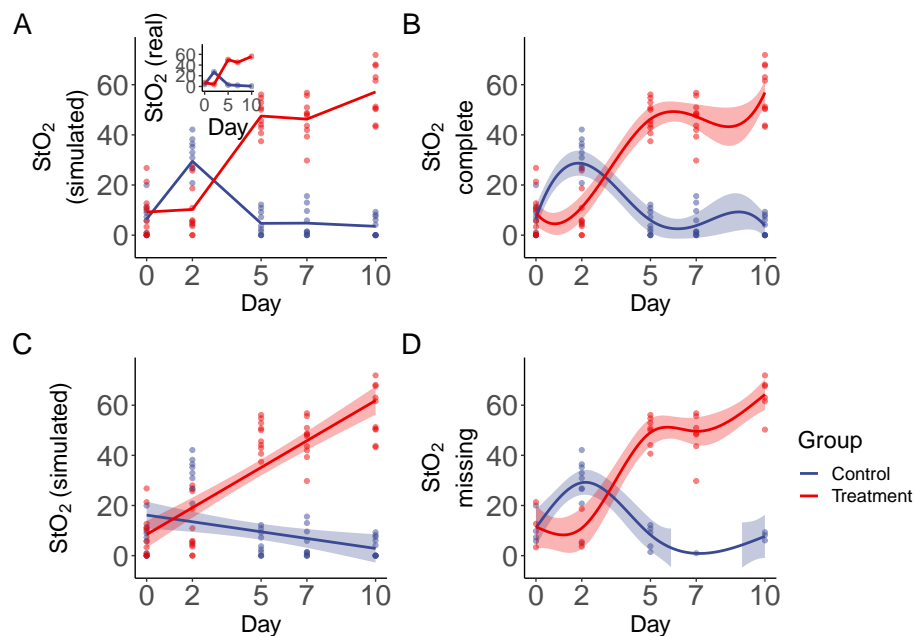 A
StO2 (simulated)
60
40
20
0
0 2 5 7 10
Day
StO2 (real)
60
40
20
0
0 5 10
Day
B
StO2 complete
60
40
20
0
0 2 5 7 10
Day
C
StO2 (simulated)
60
40
20
0
0 2 5 7 10
Day
D
StO2 missing
60
40
20
0
0 2 5 7 10
Day
Group
Control
Treatment